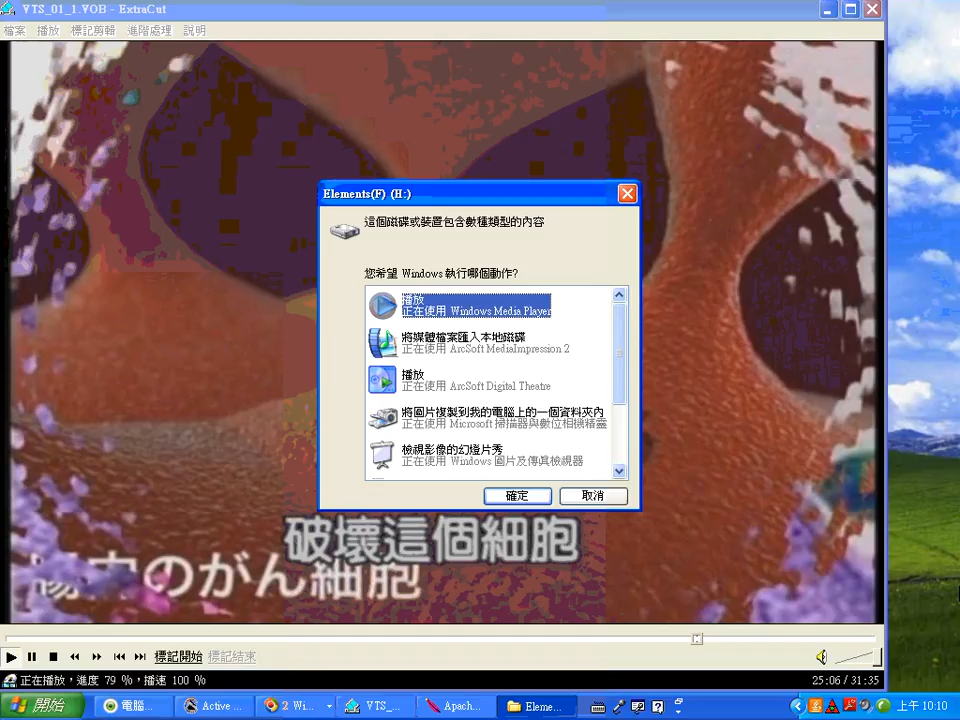 VTS_01_1.VOB - ExtraCut
檔案 播放 標記剪輯 進階處理 說明
Elements(F) (H:)
這個磁碟或裝置包含數種類型的內容
您希望 Windows 執行哪個動作?
播放
正在使用 Windows Media Player
將媒體檔案匯入本地磁碟
正在使用 ArcSoft MediaImpression 2
播放
正在使用 ArcSoft Digital Theatre
將圖片複製到我的電腦上的一個資料夾內
正在使用 Microsoft 掃描器與數位相機精靈
檢視影像的幻燈片秀
正在使用 Windows 圖片及傳真檢視器
確定 取消
破壞這個細胞
のがん細胞
標記開始 標記結束
正在播放，進度 79 %，播速 100 % 25:06 / 31:35
開始 電腦... Active ... 2 Wi... VTS_... Apach... Eleme... 上午 10:10